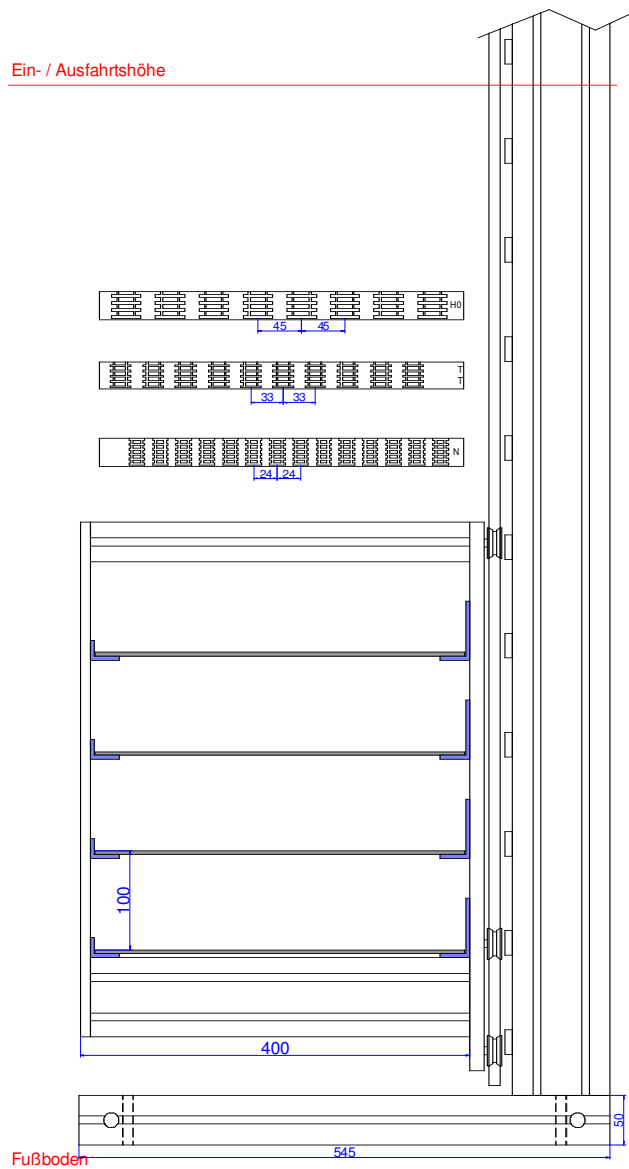 Ein- / Ausfahrtshöhe
H0
45 45
T
T
33 33
N
24 24
100
400
50
545
Fußboden